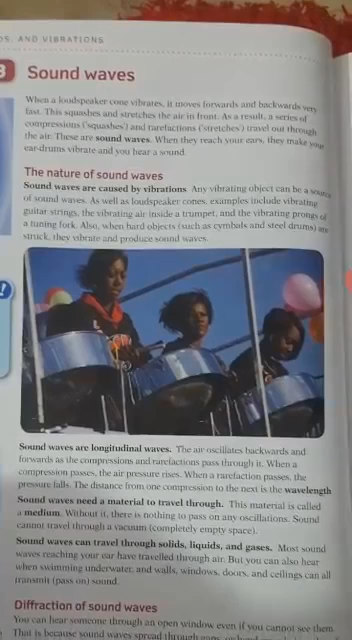 AND VIBRATIONS
3 Sound waves
When a loudspeaker cone vibrates, it moves forwards and backwards very
fast. This squashes and stretches the air in front. As a result, a series of
compressions ('squashes') and rarefactions ('stretches') travel out through
the air. These are sound waves. When they reach your ears, they make your
ear-drums vibrate and you hear a sound.
The nature of sound waves
Sound waves are caused by vibrations Any vibrating object can be a source
of sound waves. As well as loudspeaker cones, examples include vibrating
guitar strings, the vibrating air inside a trumpet, and the vibrating prongs of
a tuning fork. Also, when hard objects (such as cymbals and steel drums) are
struck, they vibrate and produce sound waves.
!
Sound waves are longitudinal waves. The air oscillates backwards and
forwards as the compressions and rarefactions pass through it. When a
compression passes, the air pressure rises. When a rarefaction passes, the
pressure falls. The distance from one compression to the next is the wavelength
Sound waves need a material to travel through. This material is called
a medium. Without it, there is nothing to pass on any oscillations. Sound
cannot travel through a vacuum (completely empty space).
Sound waves can travel through solids, liquids, and gases. Most sound
waves reaching your ear have travelled through air. But you can also hear
when swimming underwater, and walls, windows, doors, and ceilings can all
transmit (pass on) sound.
Diffraction of sound waves
You can hear someone through an open window even if you cannot see them.
That is because sound waves spread through